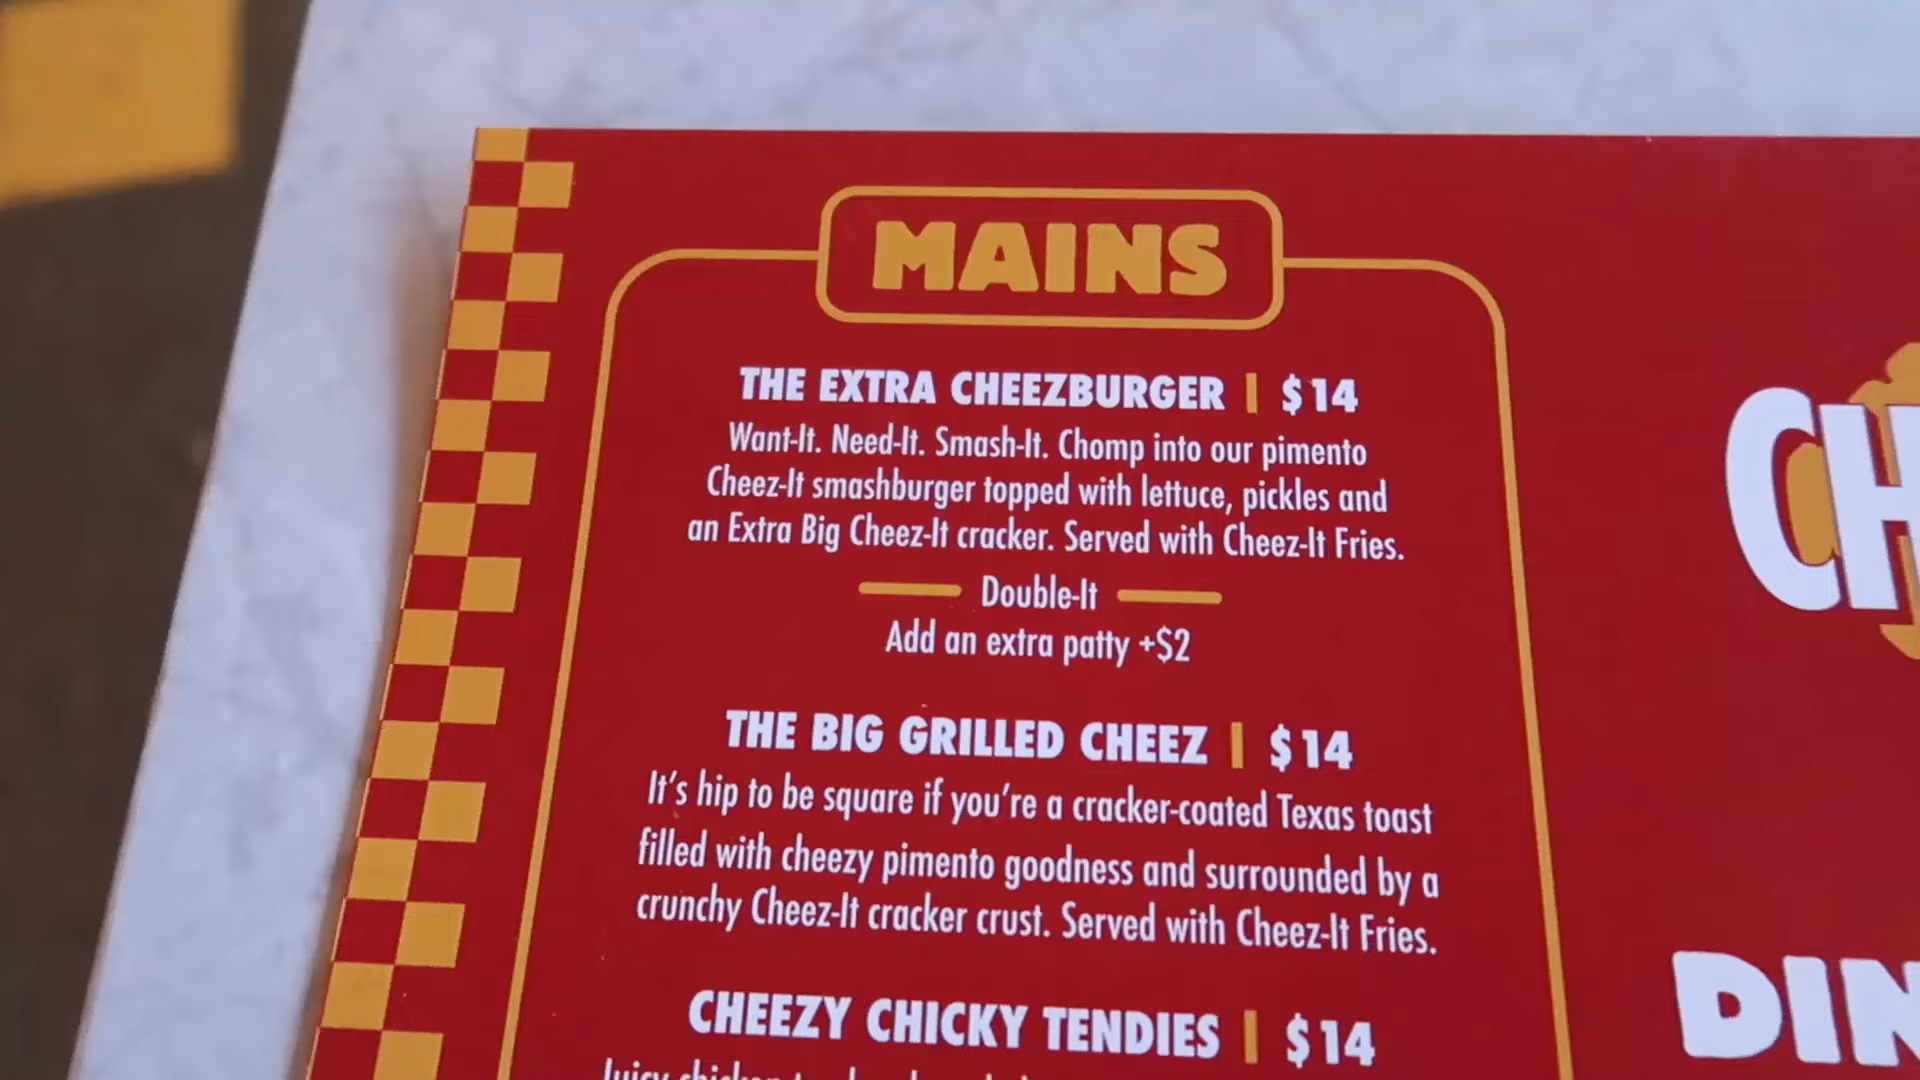 MAINS
THE EXTRA CHEEZBURGER | $14
Want-It. Need-It. Smash-It. Chomp into our pimento
Cheez-It smashburger topped with lettuce, pickles and
an Extra Big Cheez-It cracker. Served with Cheez-It Fries.
Double-It
Add an extra patty +$2
THE BIG GRILLED CHEEZ | $14
It's hip to be square if you're a cracker-coated Texas toast
filled with cheezy pimento goodness and surrounded by a
crunchy Cheez-It cracker crust. Served with Cheez-It Fries.
CHEEZY CHICKY TENDIES | $14
Juicy chicken
CH
DIN